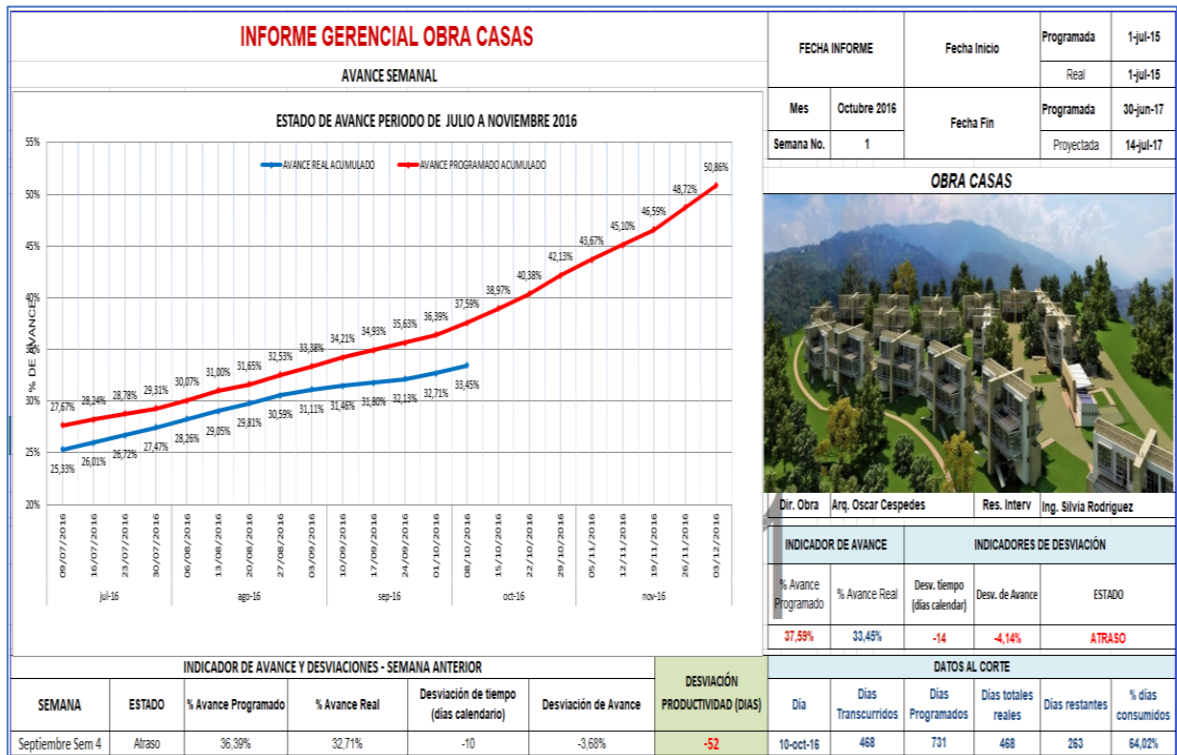 INFORME GERENCIAL OBRA CASAS
AVANCE SEMANAL
FECHA INFORME
Fecha Inicio
Programada 1-jul-15
Real 1-jul-15
Mes Octubre 2016
Fecha Fin
Programada 30-jun-17
Semana No. 1
Proyectada 14-jul-17
ESTADO DE AVANCE PERIODO DE JULIO A NOVIEMBRE 2016
AVANCE REAL ACUMULADO AVANCE PROGRAMADO ACUMULADO
% DE AVANCE
55%
50%
45%
40%
35%
30%
25%
20%
27,67% 28,24% 28,78% 29,31% 30,07% 31,00% 31,65% 32,53% 33,38% 34,21% 34,93% 35,63% 36,39% 37,59% 38,97% 40,38% 42,13% 43,67% 45,10% 46,59% 48,72% 50,86%
25,33% 26,01% 26,72% 27,47% 28,26% 29,05% 29,81% 30,59% 31,11% 31,46% 31,80% 32,13% 32,71% 33,45%
09/07/2016 16/07/2016 23/07/2016 30/07/2016 06/08/2016 13/08/2016 20/08/2016 27/08/2016 03/09/2016 10/09/2016 17/09/2016 24/09/2016 01/10/2016 08/10/2016 15/10/2016 22/10/2016 29/10/2016 05/11/2016 12/11/2016 19/11/2016 26/11/2016 03/12/2016
jul-16 ago-16 sep-16 oct-16 nov-16
OBRA CASAS
Dir. Obra Arq. Oscar Cespedes Res. Interv Ing. Silvia Rodriguez
INDICADOR DE AVANCE INDICADORES DE DESVIACIÓN
% Avance Programado % Avance Real Desv. tiempo (días calendar) Desv. de Avance ESTADO
37,59% 33,45% -14 -4,14% ATRASO
INDICADOR DE AVANCE Y DESVIACIONES - SEMANA ANTERIOR
SEMANA ESTADO % Avance Programado % Avance Real Desviación de tiempo (días calendario) Desviación de Avance
Septiembre Sem 4 Atraso 36,39% 32,71% -10 -3,68%
DESVIACIÓN PRODUCTIVIDAD (DIAS)
-52
DATOS AL CORTE
Día Días Transcurridos Días Programados Días totales reales Días restantes % días consumidos
10-oct-16 468 731 468 263 64,02%